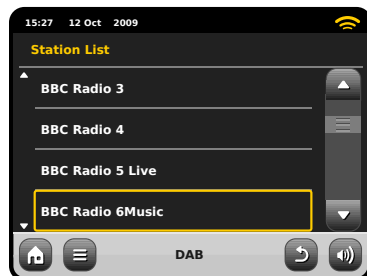 15:27 12 Oct 2009
Station List
BBC Radio 3
BBC Radio 4
BBC Radio 5 Live
BBC Radio 6Music
DAB